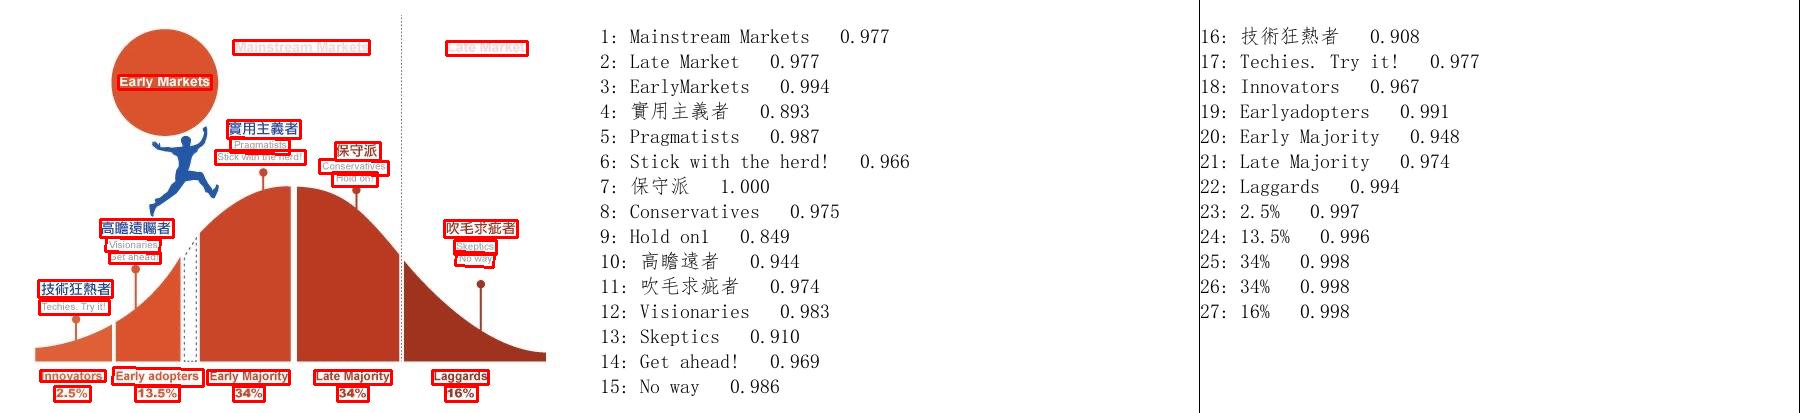 Mainstream Markets
Late Market
Early Markets
實用主義者
Pragmatists
Stick with the herd!
保守派
Conservatives
Hold on!
高瞻遠矚者
Visionaries
Get ahead!
吹毛求疵者
Skeptics
No way
技術狂熱者
Techies. Try it!
Innovators
Early adopters
Early Majority
Late Majority
Laggards
2.5%
13.5%
34%
34%
16%
1: Mainstream Markets 0.977
2: Late Market 0.977
3: EarlyMarkets 0.994
4: 實用主義者 0.893
5: Pragmatists 0.987
6: Stick with the herd! 0.966
7: 保守派 1.000
8: Conservatives 0.975
9: Hold on1 0.849
10: 高瞻遠者 0.944
11: 吹毛求疵者 0.974
12: Visionaries 0.983
13: Skeptics 0.910
14: Get ahead! 0.969
15: No way 0.986
16: 技術狂熱者 0.908
17: Techies. Try it! 0.977
18: Innovators 0.967
19: Earlyadopters 0.991
20: Early Majority 0.948
21: Late Majority 0.974
22: Laggards 0.994
23: 2.5% 0.997
24: 13.5% 0.996
25: 34% 0.998
26: 34% 0.998
27: 16% 0.998